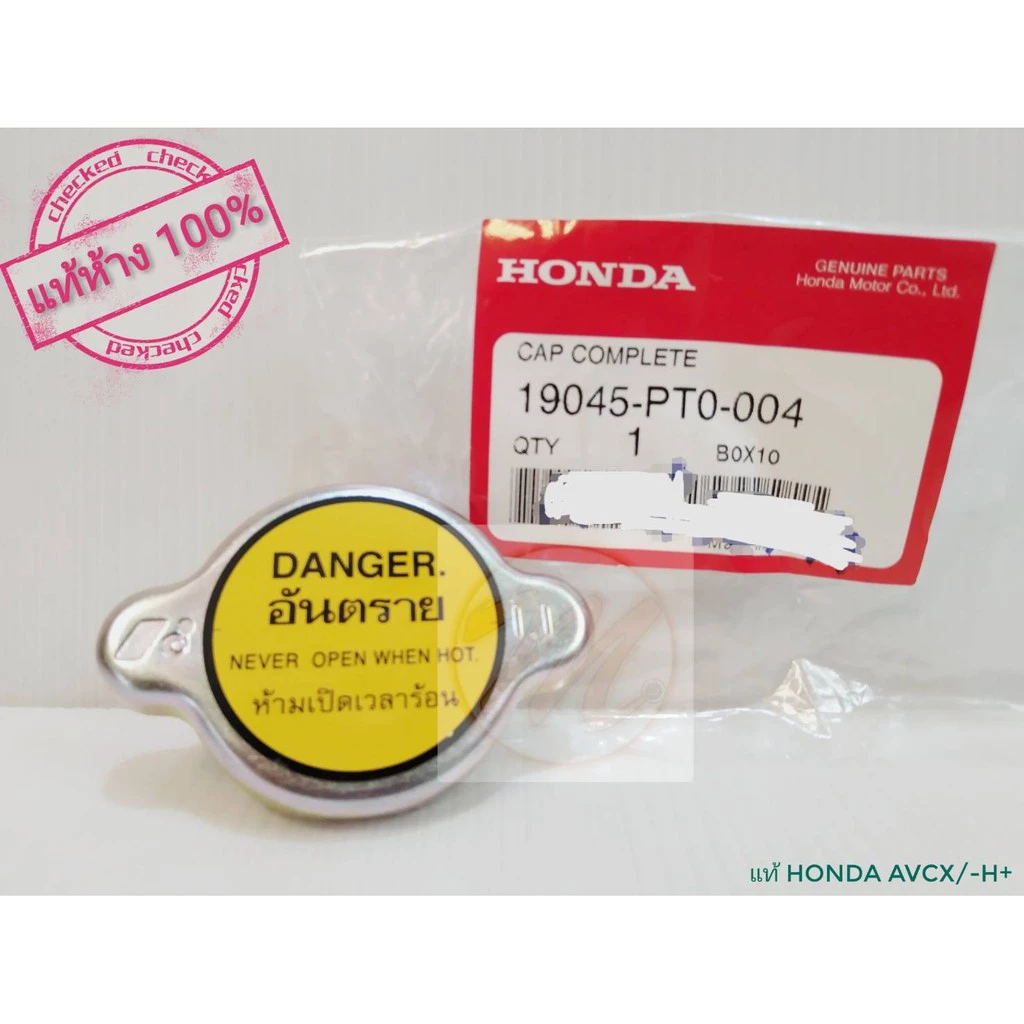 checked
check
แท้ห้าง 100%
checked
checked
HONDA
GENUINE PARTS
Honda Motor Co., Ltd.
CAP COMPLETE
19045-PT0-004
QTY 1 B0X10
DANGER.
อันตราย
NEVER OPEN WHEN HOT.
ห้ามเปิดเวลาร้อน
แท้ HONDA AVCX/-H+